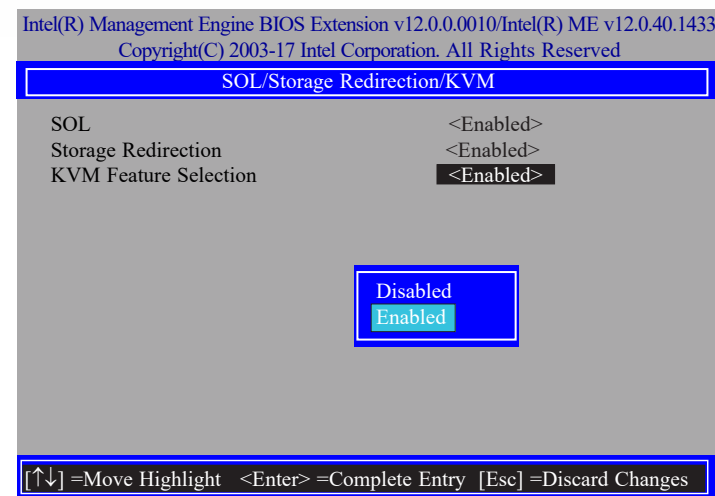 Intel(R) Management Engine BIOS Extension v12.0.0.0010/Intel(R) ME v12.0.40.1433
Copyright(C) 2003-17 Intel Corporation. All Rights Reserved
SOL/Storage Redirection/KVM
SOL <Enabled>
Storage Redirection <Enabled>
KVM Feature Selection <Enabled>
Disabled
Enabled
[↑↓] =Move Highlight <Enter> =Complete Entry [Esc] =Discard Changes